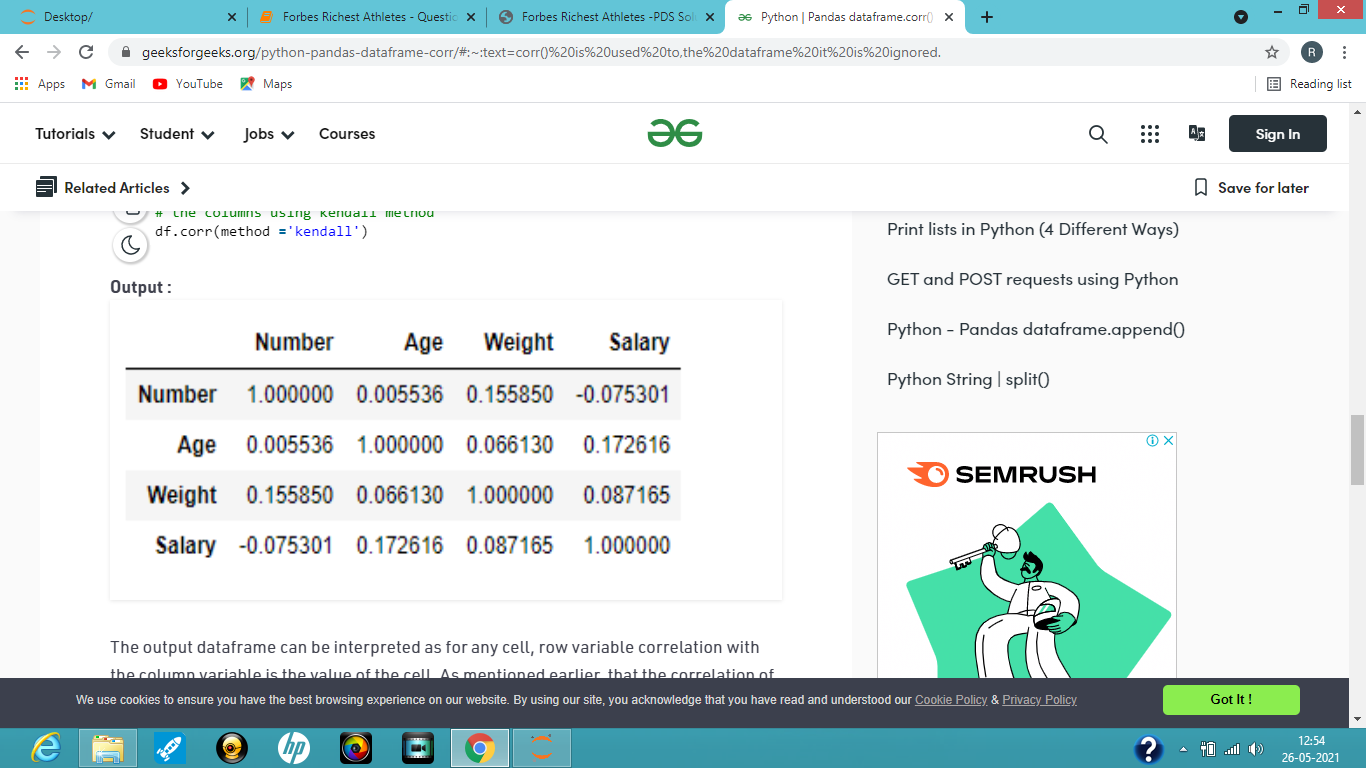 Desktop/
Forbes Richest Athletes - Questic
Forbes Richest Athletes -PDS Sol
Python | Pandas dataframe.corr()
geeksforgeeks.org/python-pandas-dataframe-corr/#:~:text=corr()%20is%20used%20to,the%20dataframe%20it%20is%20ignored.
R
Apps
Gmail
YouTube
Maps
Reading list
Tutorials
Student
Jobs
Courses
Sign In
Related Articles
Save for later
# the columns using kendall method
df.corr(method ='kendall')
Output :
Number Age Weight Salary
Number 1.000000 0.005536 0.155850 -0.075301
Age 0.005536 1.000000 0.066130 0.172616
Weight 0.155850 0.066130 1.000000 0.087165
Salary -0.075301 0.172616 0.087165 1.000000
The output dataframe can be interpreted as for any cell, row variable correlation with
the column variable is the value of the cell. As mentioned earlier, that the correlation of
Print lists in Python (4 Different Ways)
GET and POST requests using Python
Python - Pandas dataframe.append()
Python String | split()
SEMRUSH
We use cookies to ensure you have the best browsing experience on our website. By using our site, you acknowledge that you have read and understood our Cookie Policy & Privacy Policy
Got It !
hp
12:54
26-05-2021